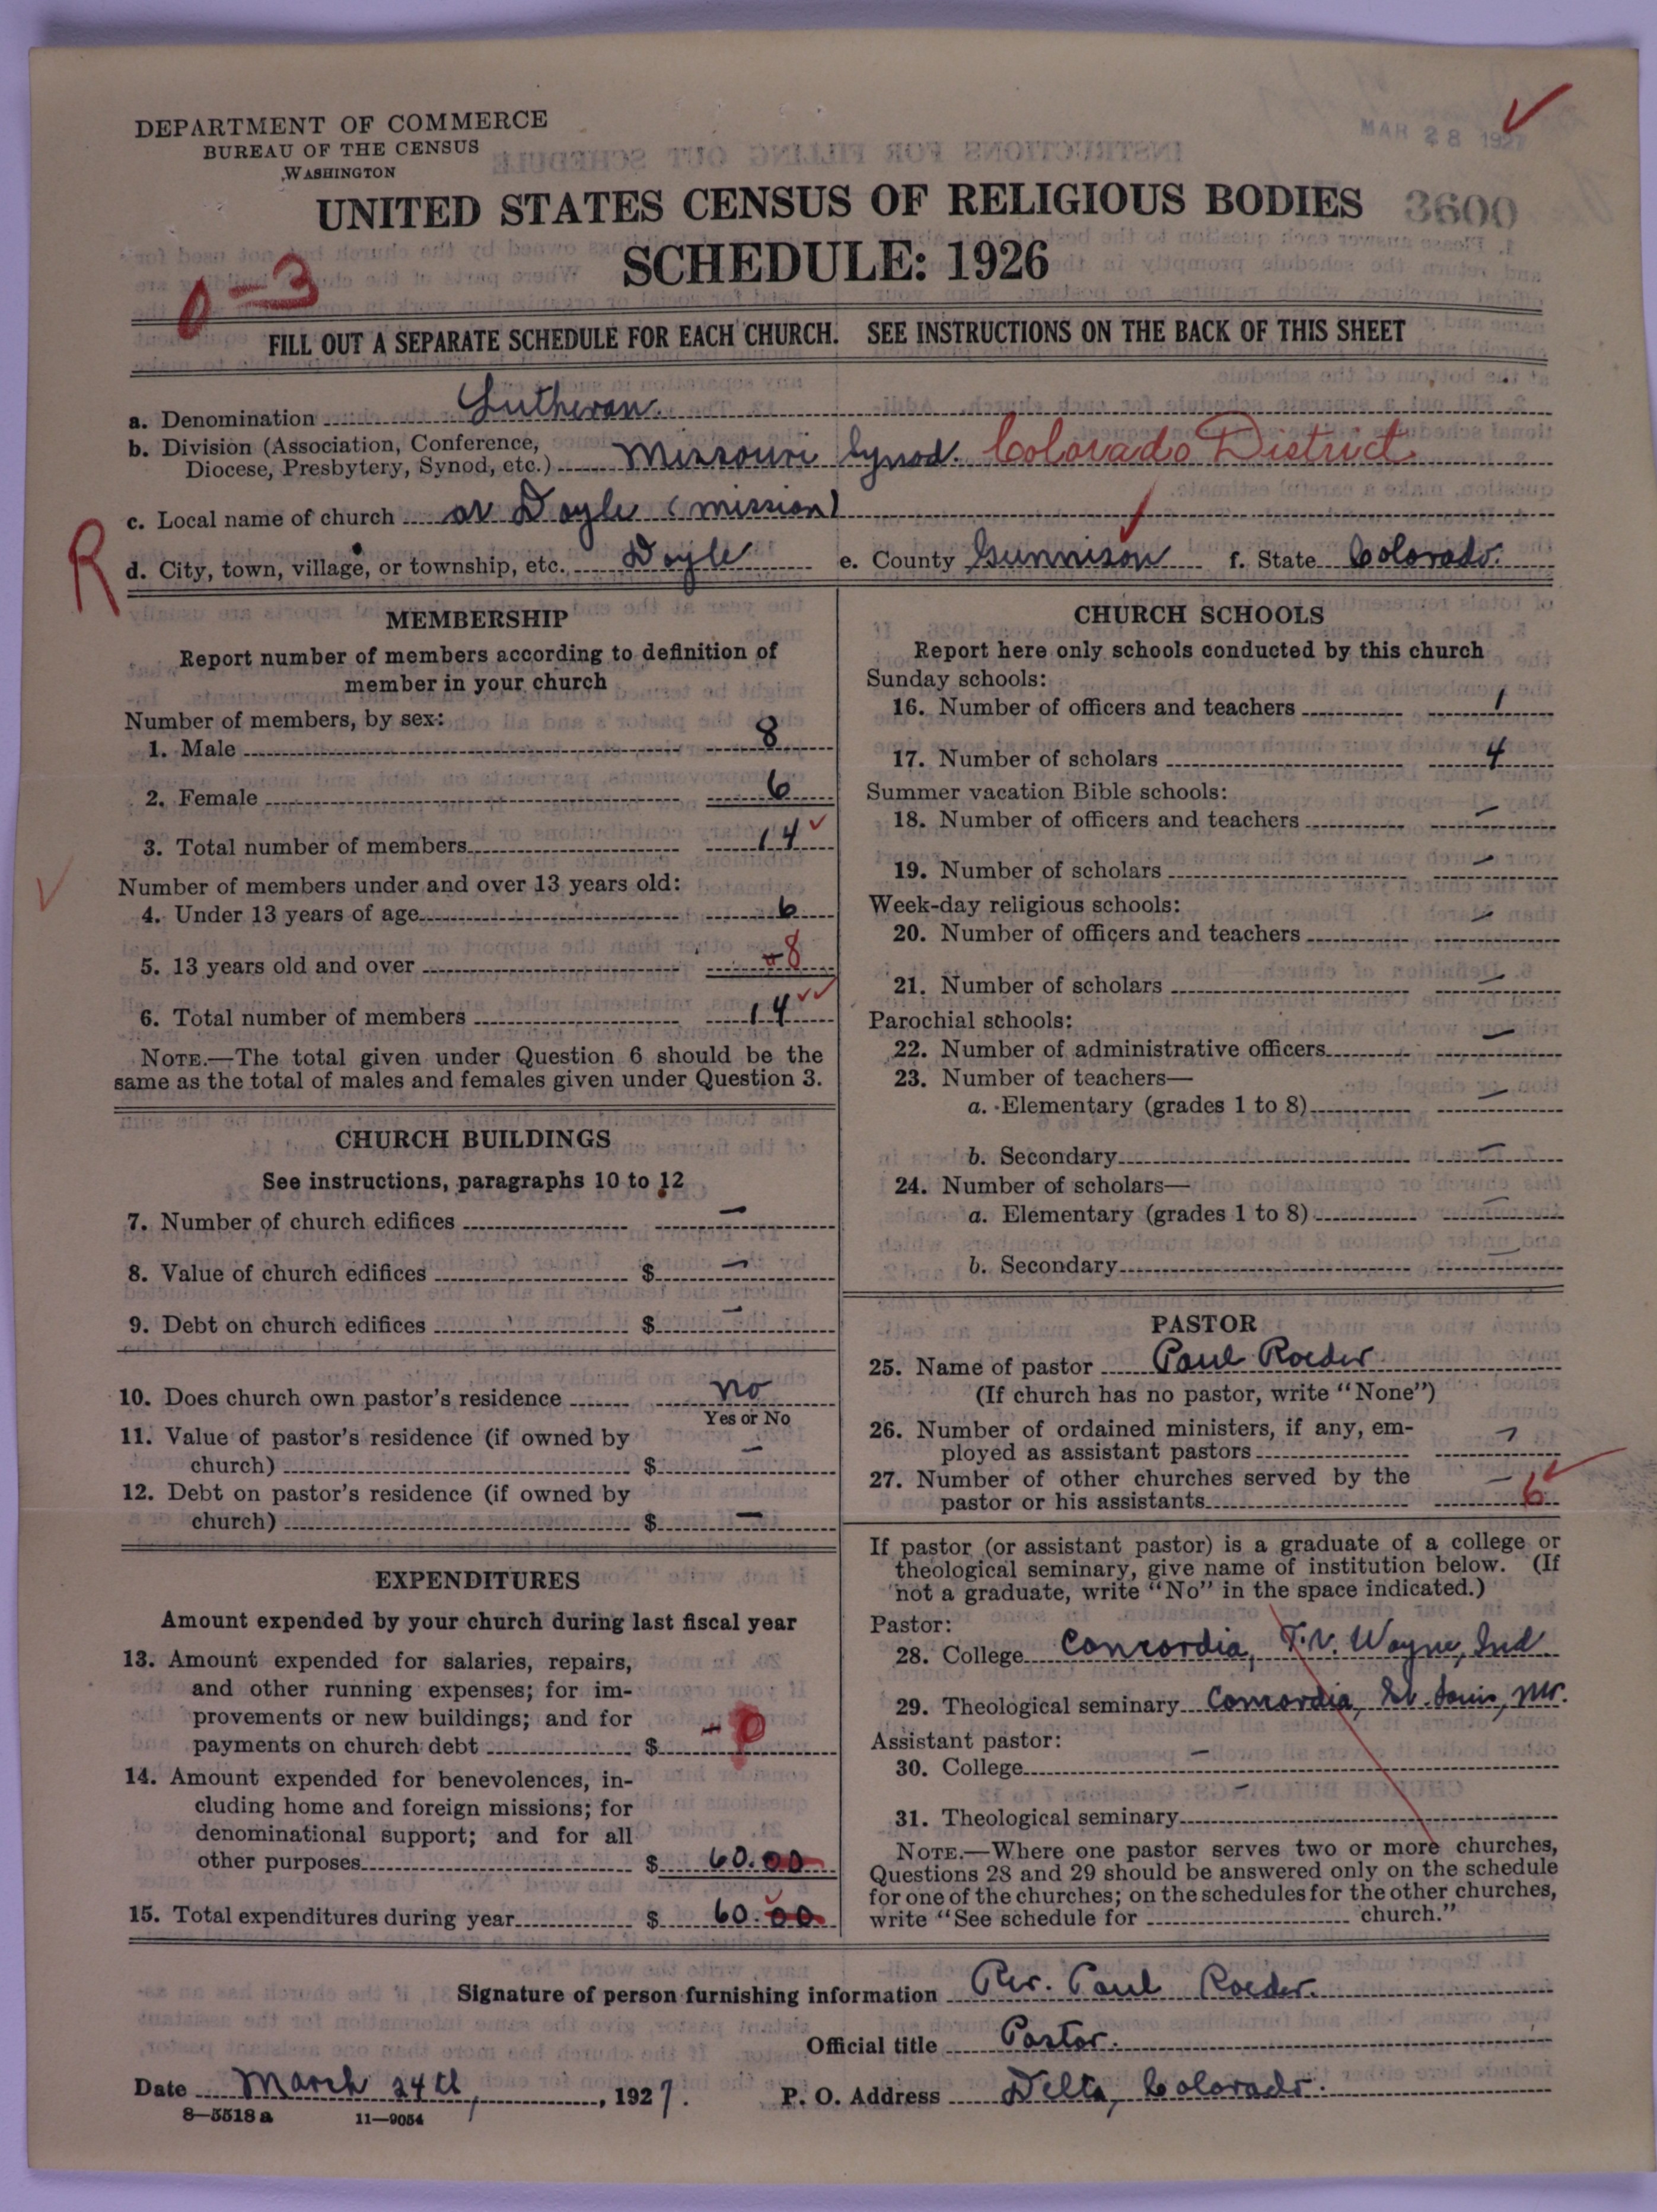 DEPARTMENT OF COMMERCE
BUREAU OF THE CENSUS
WASHINGTON
MAR 28 1927
UNITED STATES CENSUS OF RELIGIOUS BODIES 3600
SCHEDULE: 1926
0-3
FILL OUT A SEPARATE SCHEDULE FOR EACH CHURCH. SEE INSTRUCTIONS ON THE BACK OF THIS SHEET
a. Denomination Lutheran.
b. Division (Association, Conference,
Diocese, Presbytery, Synod, etc.) Missouri Synod. Colorado District
c. Local name of church at Doyle (mission)
R
d. City, town, village, or township, etc. Doyle e. County Gunnison f. State Colorado.
MEMBERSHIP
Report number of members according to definition of
member in your church
Number of members, by sex:
1. Male 8
2. Female 6
3. Total number of members 14
Number of members under and over 13 years old:
4. Under 13 years of age 6
5. 13 years old and over 8
6. Total number of members 14
NOTE.—The total given under Question 6 should be the
same as the total of males and females given under Question 3.
CHURCH BUILDINGS
See instructions, paragraphs 10 to 12
7. Number of church edifices –
8. Value of church edifices $ –
9. Debt on church edifices $ –
10. Does church own pastor's residence no
Yes or No
11. Value of pastor's residence (if owned by
church) $ –
12. Debt on pastor's residence (if owned by
church) $ –
EXPENDITURES
Amount expended by your church during last fiscal year
13. Amount expended for salaries, repairs,
and other running expenses; for im-
provements or new buildings; and for
payments on church debt $ – 0
14. Amount expended for benevolences, in-
cluding home and foreign missions; for
denominational support; and for all
other purposes $ 60.00
15. Total expenditures during year $ 60.00
CHURCH SCHOOLS
Report here only schools conducted by this church
Sunday schools:
16. Number of officers and teachers 1
17. Number of scholars 4
Summer vacation Bible schools:
18. Number of officers and teachers –
19. Number of scholars –
Week-day religious schools:
20. Number of officers and teachers –
21. Number of scholars –
Parochial schools:
22. Number of administrative officers –
23. Number of teachers—
a. Elementary (grades 1 to 8) –
b. Secondary –
24. Number of scholars—
a. Elementary (grades 1 to 8) –
b. Secondary –
PASTOR
25. Name of pastor Paul Roeder
(If church has no pastor, write "None")
26. Number of ordained ministers, if any, em-
ployed as assistant pastors –
27. Number of other churches served by the
pastor or his assistants – 6
If pastor (or assistant pastor) is a graduate of a college or
theological seminary, give name of institution below. (If
not a graduate, write "No" in the space indicated.)
Pastor:
28. College Concordia, Ft. Wayne, Ind
29. Theological seminary Concordia, St. Louis, Mo.
Assistant pastor:
30. College –
31. Theological seminary –
NOTE.—Where one pastor serves two or more churches,
Questions 28 and 29 should be answered only on the schedule
for one of the churches; on the schedules for the other churches,
write "See schedule for church."
Signature of person furnishing information Rev. Paul Roeder.
Official title Pastor.
Date March 24th, 1927. P. O. Address Delta, Colorado.
8—5518 a 11—9054